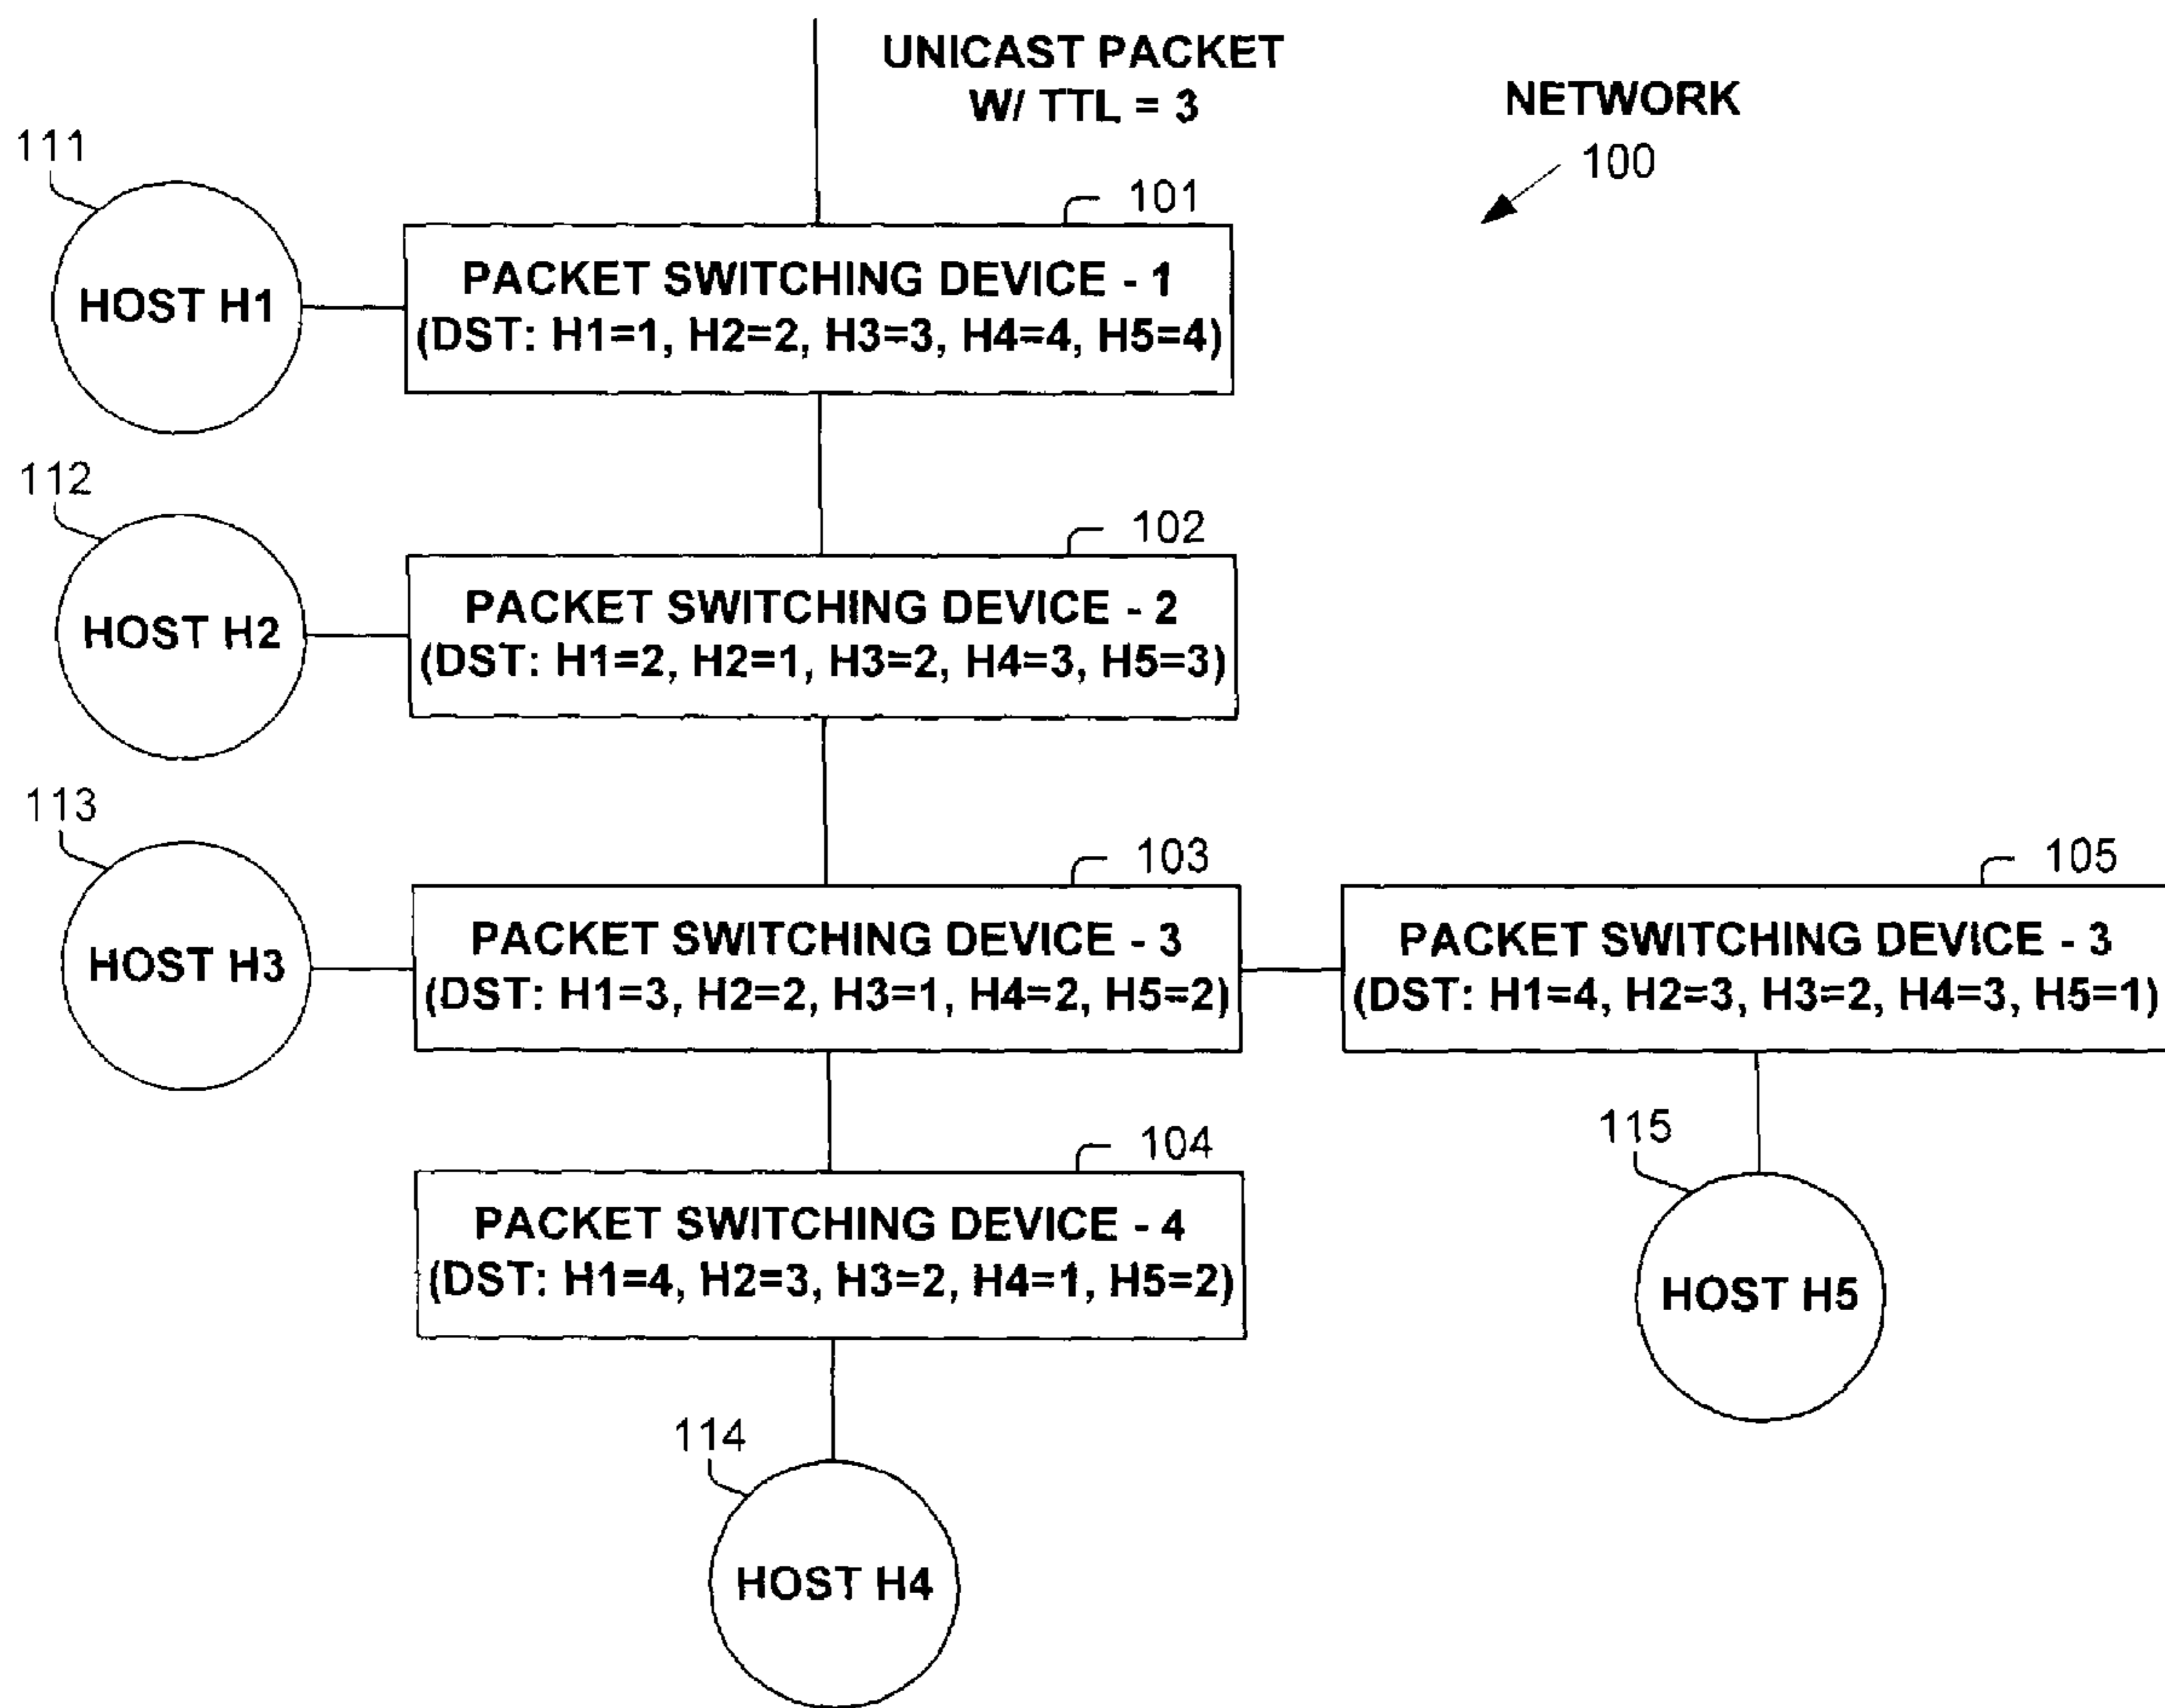 UNICAST PACKET
W/ TTL = 3
NETWORK
100
111
HOST H1
101
PACKET SWITCHING DEVICE - 1
(DST: H1=1, H2=2, H3=3, H4=4, H5=4)
112
HOST H2
102
PACKET SWITCHING DEVICE - 2
(DST: H1=2, H2=1, H3=2, H4=3, H5=3)
113
HOST H3
103
PACKET SWITCHING DEVICE - 3
(DST: H1=3, H2=2, H3=1, H4=2, H5=2)
105
PACKET SWITCHING DEVICE - 3
(DST: H1=4, H2=3, H3=2, H4=3, H5=1)
104
PACKET SWITCHING DEVICE - 4
(DST: H1=4, H2=3, H3=2, H4=1, H5=2)
115
HOST H5
114
HOST H4